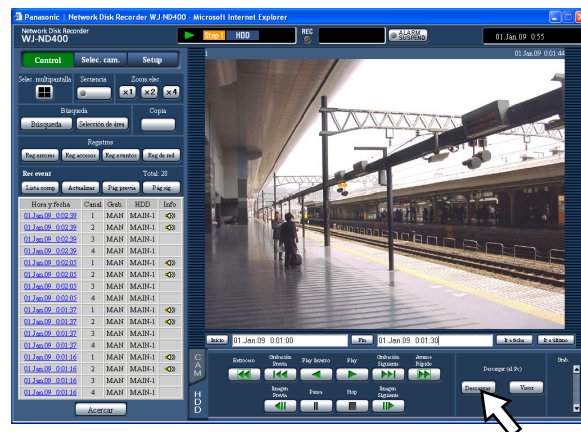 Panasonic | Network Disk Recorder WJ-ND400 - Microsoft Internet Explorer
Network Disk Recorder
WJ-ND400
Step 1 HDD
REC
ALARM SUSPEND
01.Jan.09 0:55
Control Selec. cam. Setup
1
01.Jan.09 0:01:44
Selec. multipantalla Secuencia Zoom elec.
x1 x2 x4
Búsqueda Copia
Búsqueda Selección de área
Registros
Reg errores Reg accesos Reg eventos Reg de red
Rec event Total: 28
Lista comp Actualizar Pág previa Pág sig.
Hora y fecha Canal Grab. HDD Info
01.Jan.09 0:02:39 1 MAN MAIN-1
01.Jan.09 0:02:39 2 MAN MAIN-1
01.Jan.09 0:02:39 3 MAN MAIN-1
01.Jan.09 0:02:39 4 MAN MAIN-1
01.Jan.09 0:02:05 1 MAN MAIN-1
01.Jan.09 0:02:05 2 MAN MAIN-1
01.Jan.09 0:02:05 3 MAN MAIN-1
01.Jan.09 0:02:05 4 MAN MAIN-1
01.Jan.09 0:01:37 1 MAN MAIN-1
01.Jan.09 0:01:37 2 MAN MAIN-1
01.Jan.09 0:01:37 3 MAN MAIN-1
01.Jan.09 0:01:37 4 MAN MAIN-1
01.Jan.09 0:01:16 1 MAN MAIN-1
01.Jan.09 0:01:16 2 MAN MAIN-1
01.Jan.09 0:01:16 3 MAN MAIN-1
01.Jan.09 0:01:16 4 MAN MAIN-1
Acercar
Inicio 01.Jan.09 0:01:00 Fin 01.Jan.09 0:01:30 Ir a fecha Ir a último
CAM
HDD
Retroceso Grabación Previa Play Inverso Play Grabación Siguiente Avance Rápido
Imagen Previa Pausa Stop Imagen Siguiente
Descargar (al Pc)
Grab.
Descargar Visor